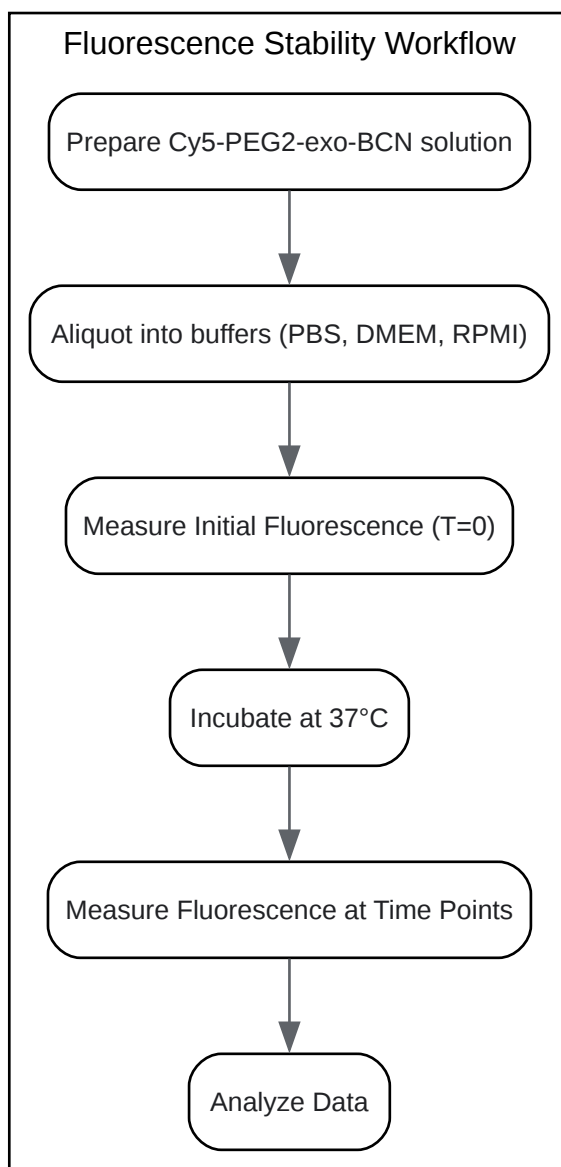 Fluorescence Stability Workflow
Prepare Cy5-PEG2-exo-BCN solution
Aliquot into buffers (PBS, DMEM, RPMI)
Measure Initial Fluorescence (T=0)
Incubate at 37°C
Measure Fluorescence at Time Points
Analyze Data